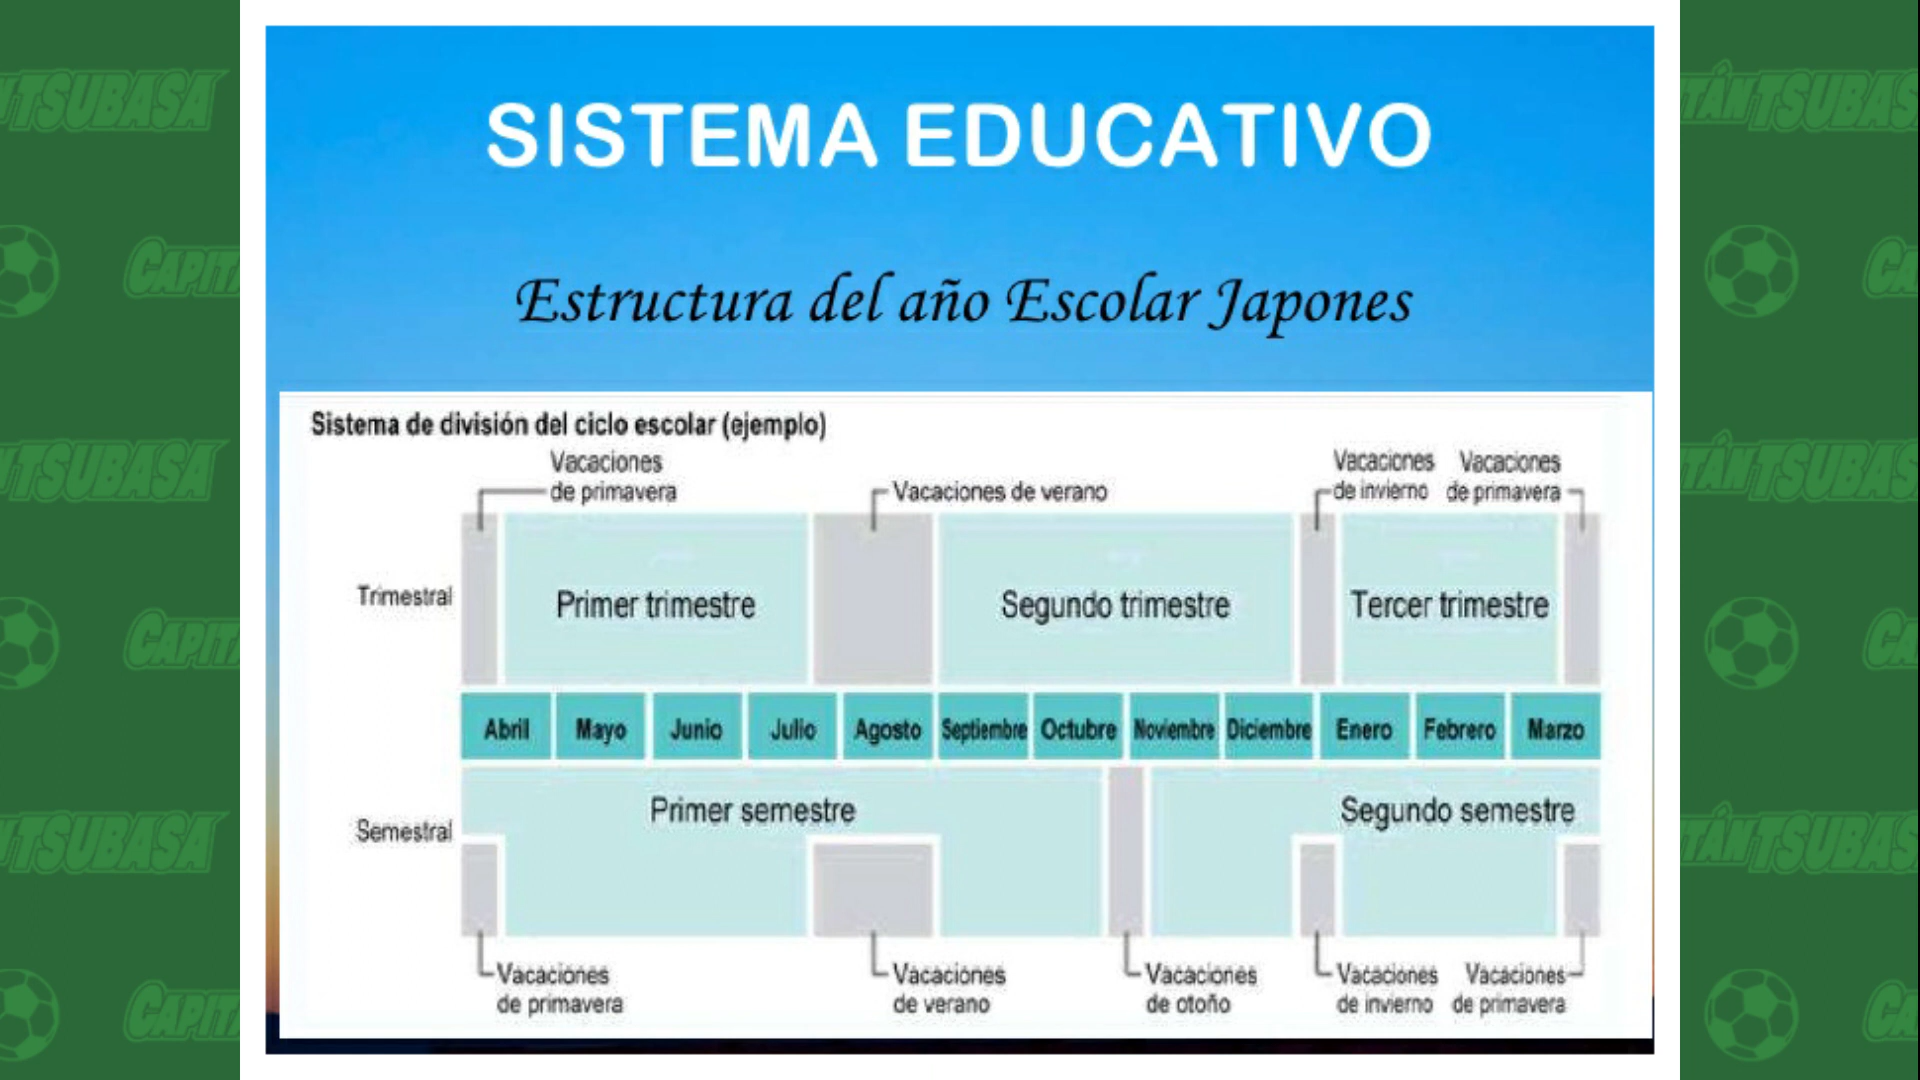 SISTEMA EDUCATIVO
Estructura del año Escolar Japones
Sistema de división del ciclo escolar (ejemplo)
Vacaciones
de primavera
Vacaciones de verano
Vacaciones
de invierno
Vacaciones
de primavera
Trimestral
Primer trimestre
Segundo trimestre
Tercer trimestre
Abril Mayo Junio Julio Agosto Septiembre Octubre Noviembre Diciembre Enero Febrero Marzo
Primer semestre
Segundo semestre
Semestral
Vacaciones
de primavera
Vacaciones
de verano
Vacaciones
de otoño
Vacaciones
de invierno
Vacaciones
de primavera